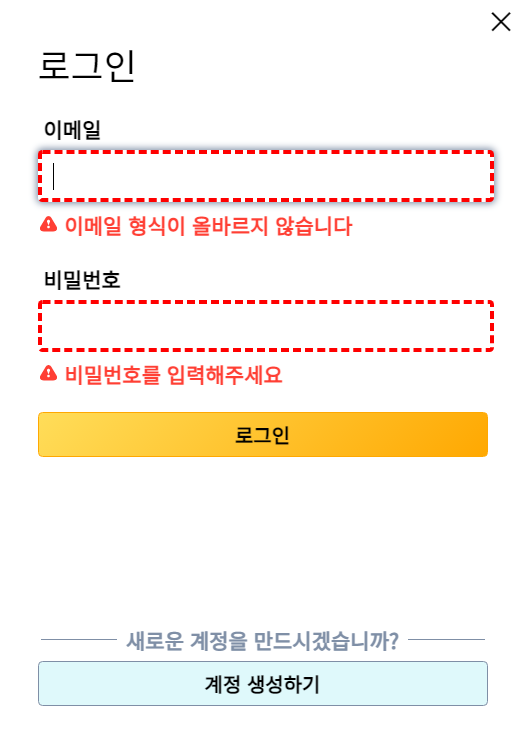 로그인
이메일
이메일 형식이 올바르지 않습니다
비밀번호
비밀번호를 입력해주세요
로그인
새로운 계정을 만드시겠습니까?
계정 생성하기